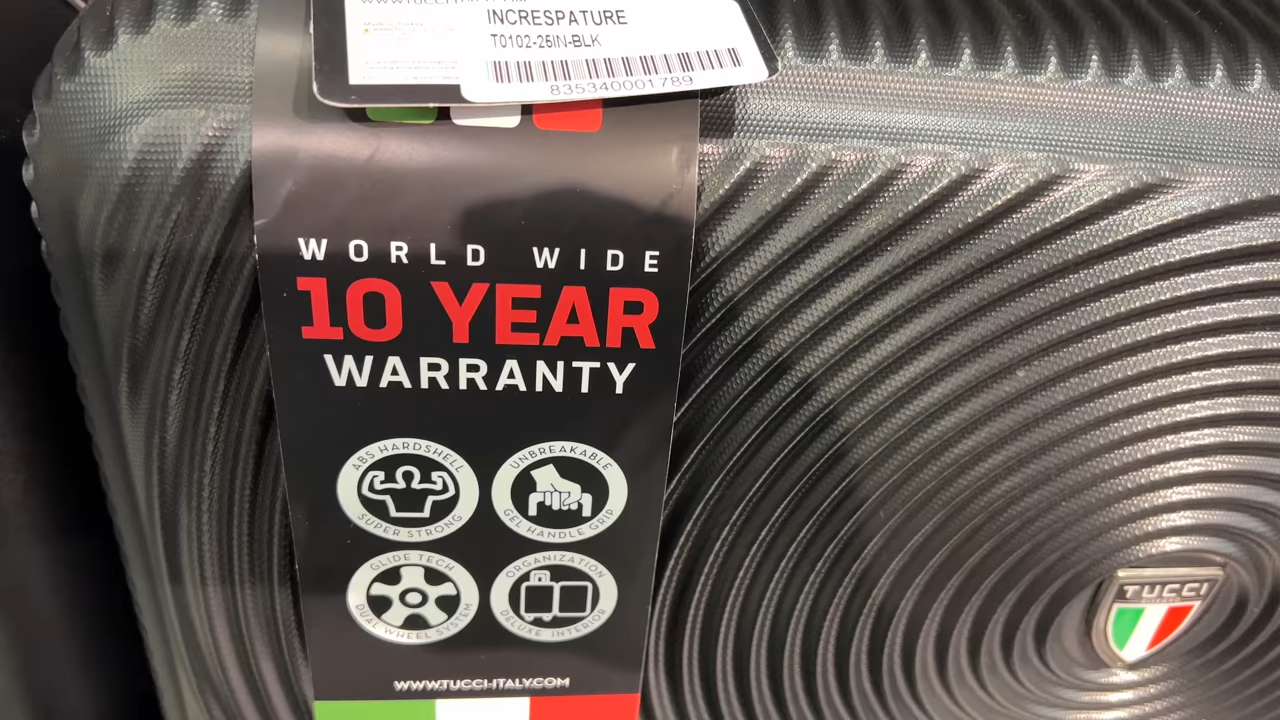 INCRESPATURE
T0102-26IN-BLK
835340001789
WORLD WIDE
10 YEAR
WARRANTY
ABS HARDSHELL
SUPER STRONG
UNBREAKABLE
GEL HANDLE GRIP
GLIDE TECH
DUAL WHEEL SYSTEM
ORGANIZATION
DELUXE INTERIOR
WWW.TUCCI-ITALY.COM
TUCCI